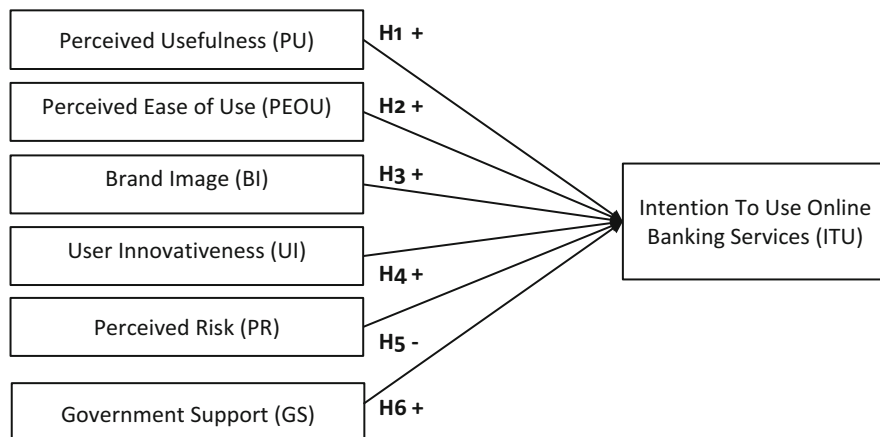 Perceived Usefulness (PU)
H1 +
Perceived Ease of Use (PEOU)
H2 +
Brand Image (BI)
H3 +
Intention To Use Online
Banking Services (ITU)
User Innovativeness (UI)
H4 +
Perceived Risk (PR)
H5 -
Government Support (GS)
H6 +